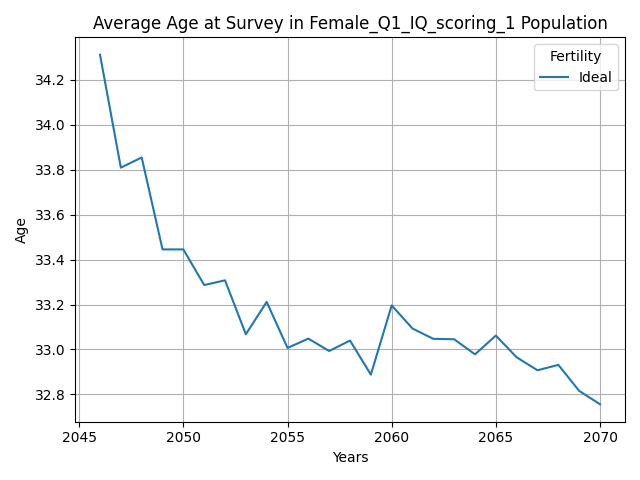 Average Age at Survey in Female_Q1_IQ_scoring_1 Population
Fertility
Ideal
Age
34.2
34.0
33.8
33.6
33.4
33.2
33.0
32.8
2045 2050 2055 2060 2065 2070
Years